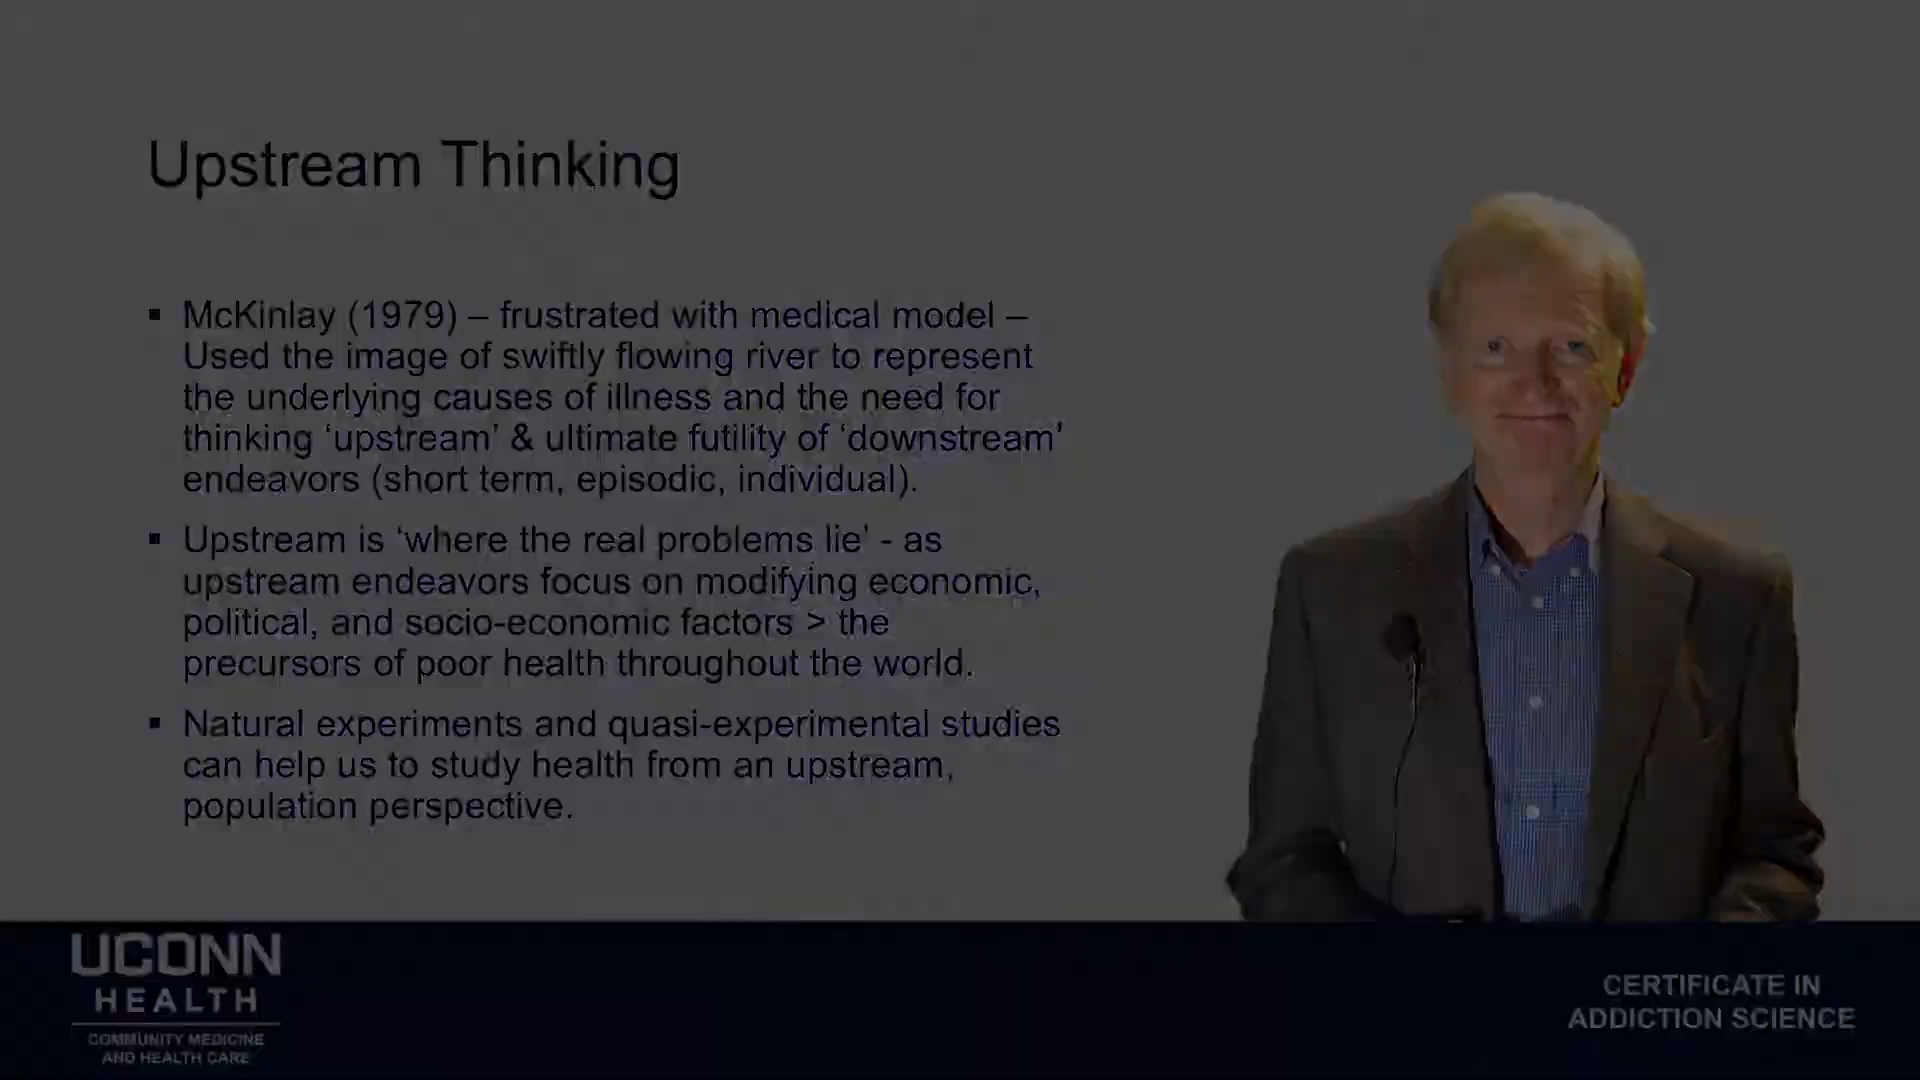 Upstream Thinking
▪ McKinlay (1979) – frustrated with medical model –
Used the image of swiftly flowing river to represent
the underlying causes of illness and the need for
thinking ‘upstream’ & ultimate futility of ‘downstream’
endeavors (short term, episodic, individual).
▪ Upstream is ‘where the real problems lie’ - as
upstream endeavors focus on modifying economic,
political, and socio-economic factors > the
precursors of poor health throughout the world.
▪ Natural experiments and quasi-experimental studies
can help us to study health from an upstream,
population perspective.
UCONN
HEALTH
COMMUNITY MEDICINE
AND HEALTH CARE
CERTIFICATE IN
ADDICTION SCIENCE